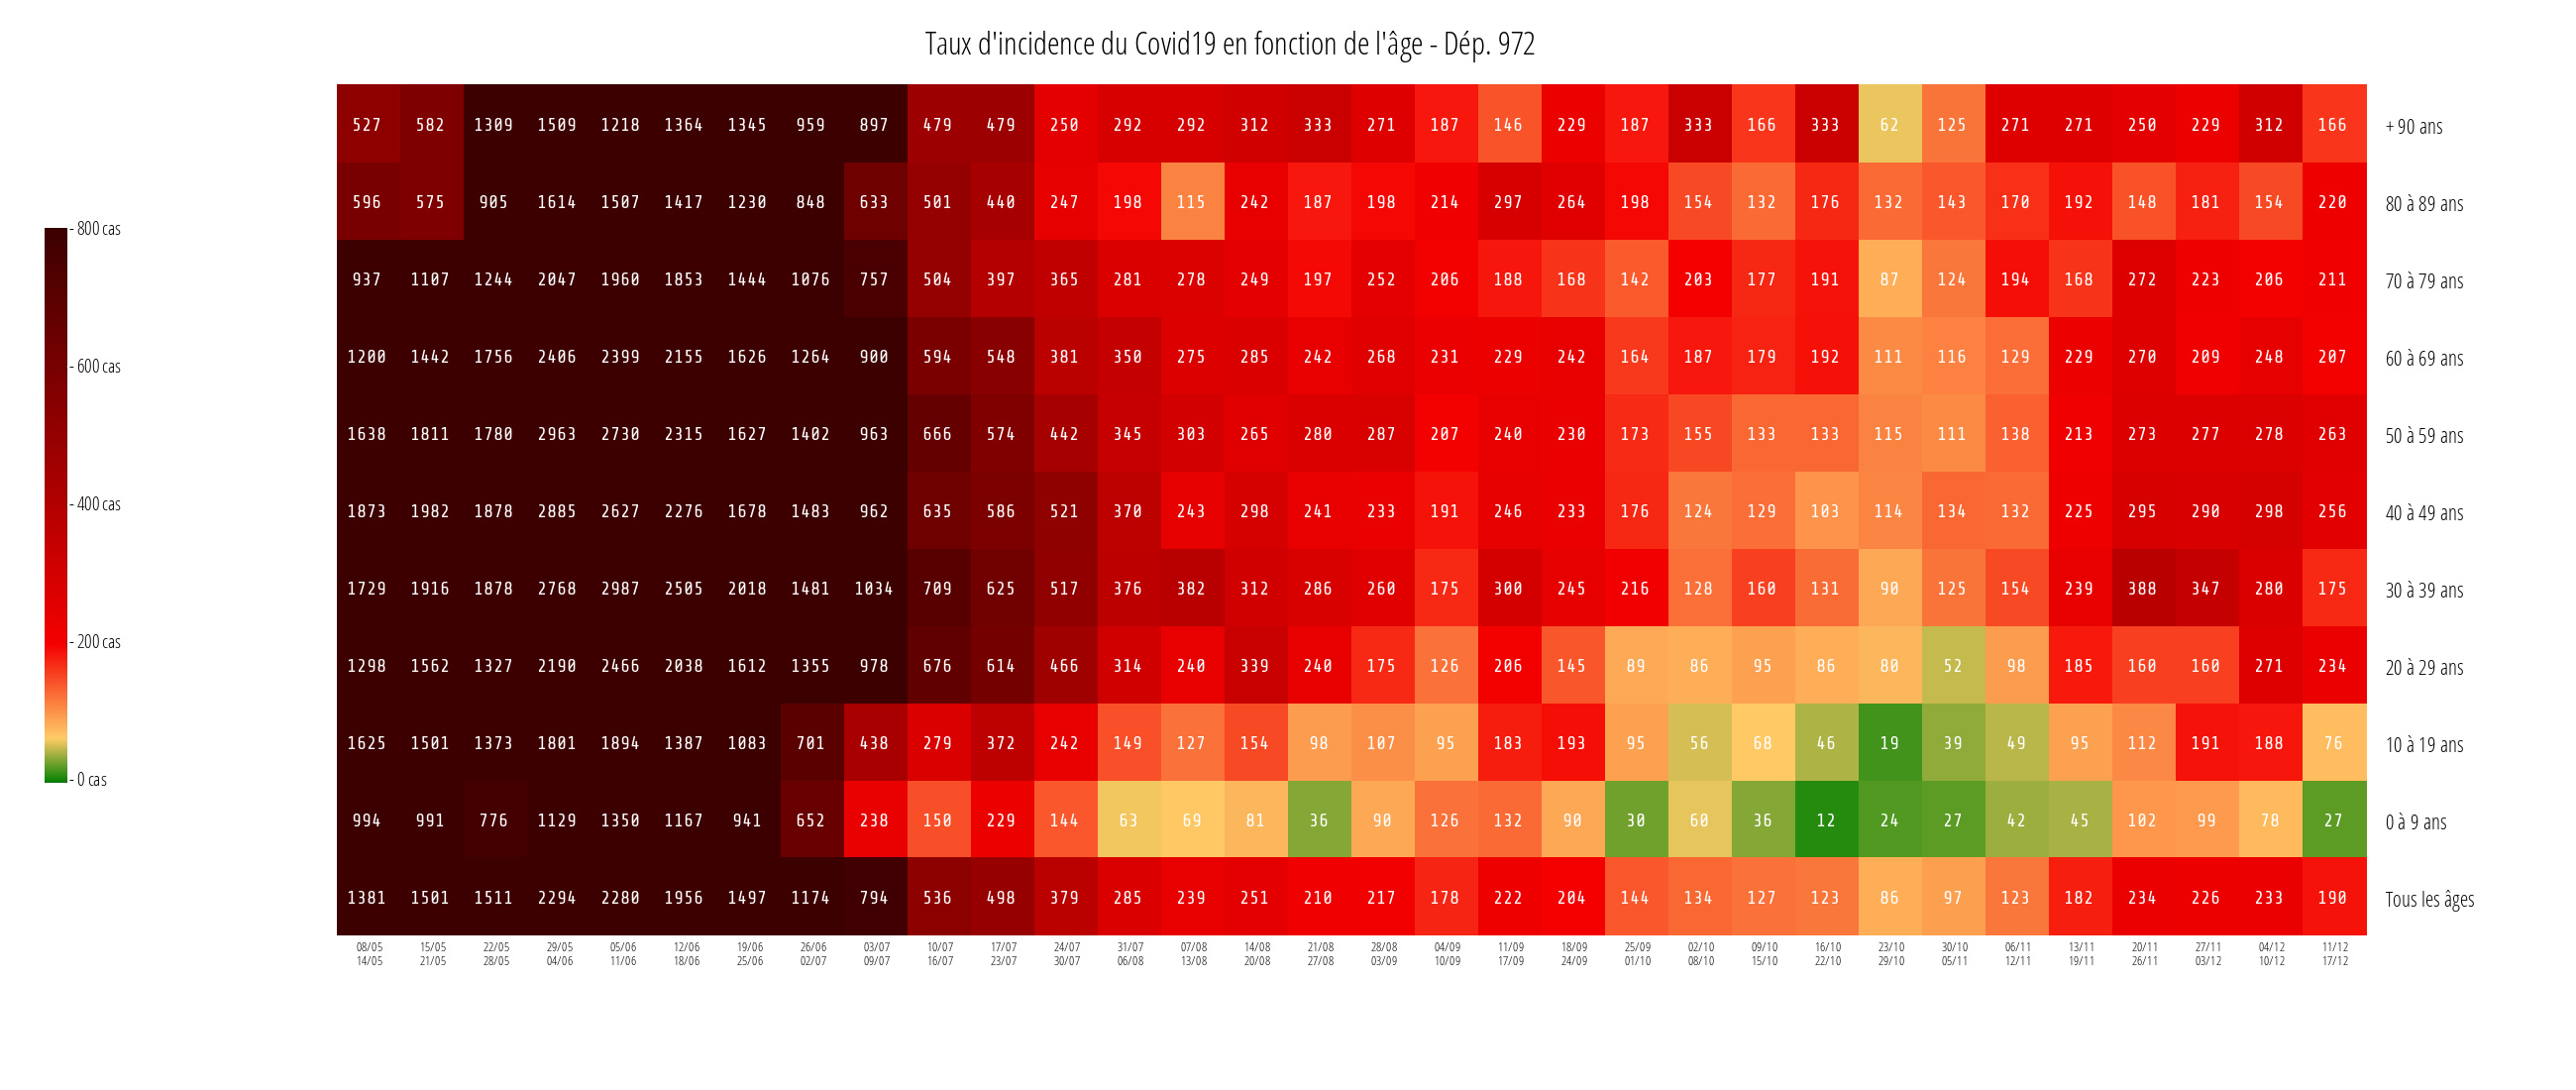 Taux d'incidence du Covid19 en fonction de l'âge - Dép. 972
- 800 cas
- 600 cas
- 400 cas
- 200 cas
- 0 cas
527 582 1309 1509 1218 1364 1345 959 897 479 479 250 292 292 312 333 271 187 146 229 187 333 166 333 62 125 271 271 250 229 312 166 + 90 ans
596 575 905 1614 1507 1417 1230 848 633 501 440 247 198 115 242 187 198 214 297 264 198 154 132 176 132 143 170 192 148 181 154 220 80 à 89 ans
937 1107 1244 2047 1960 1853 1444 1076 757 504 397 365 281 278 249 197 252 206 188 168 142 203 177 191 87 124 194 168 272 223 206 211 70 à 79 ans
1200 1442 1756 2406 2399 2155 1626 1264 900 594 548 381 350 275 285 242 268 231 229 242 164 187 179 192 111 116 129 229 270 209 248 207 60 à 69 ans
1638 1811 1780 2963 2730 2315 1627 1402 963 666 574 442 345 303 265 280 287 207 240 230 173 155 133 133 115 111 138 213 273 277 278 263 50 à 59 ans
1873 1982 1878 2885 2627 2276 1678 1483 962 635 586 521 370 243 298 241 233 191 246 233 176 124 129 103 114 134 132 225 295 290 298 256 40 à 49 ans
1729 1916 1878 2768 2987 2505 2018 1481 1034 709 625 517 376 382 312 286 260 175 300 245 216 128 160 131 90 125 154 239 388 347 280 175 30 à 39 ans
1298 1562 1327 2190 2466 2038 1612 1355 978 676 614 466 314 240 339 240 175 126 206 145 89 86 95 86 80 52 98 185 160 160 271 234 20 à 29 ans
1625 1501 1373 1801 1894 1387 1083 701 438 279 372 242 149 127 154 98 107 95 183 193 95 56 68 46 19 39 49 95 112 191 188 76 10 à 19 ans
994 991 776 1129 1350 1167 941 652 238 150 229 144 63 69 81 36 90 126 132 90 30 60 36 12 24 27 42 45 102 99 78 27 0 à 9 ans
1381 1501 1511 2294 2280 1956 1497 1174 794 536 498 379 285 239 251 210 217 178 222 204 144 134 127 123 86 97 123 182 234 226 233 190 Tous les âges
08/05 15/05 22/05 29/05 05/06 12/06 19/06 26/06 03/07 10/07 17/07 24/07 31/07 07/08 14/08 21/08 28/08 04/09 11/09 18/09 25/09 02/10 09/10 16/10 23/10 30/10 06/11 13/11 20/11 27/11 04/12 11/12
14/05 21/05 28/05 04/06 11/06 18/06 25/06 02/07 09/07 16/07 23/07 30/07 06/08 13/08 20/08 27/08 03/09 10/09 17/09 24/09 01/10 08/10 15/10 22/10 29/10 05/11 12/11 19/11 26/11 03/12 10/12 17/12